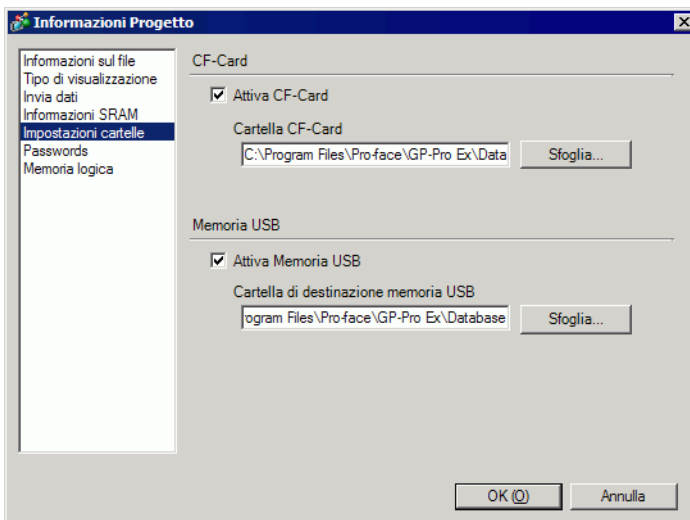 Informazioni Progetto
Informazioni sul file
Tipo di visualizzazione
Invia dati
Informazioni SRAM
Impostazioni cartelle
Passwords
Memoria logica
CF-Card
Attiva CF-Card
Cartella CF-Card
C:\Program Files\Pro-face\GP-Pro Ex\Data
Sfoglia...
Memoria USB
Attiva Memoria USB
Cartella di destinazione memoria USB
rogram Files\Pro-face\GP-Pro Ex\Database
Sfoglia...
OK (O)
Annulla